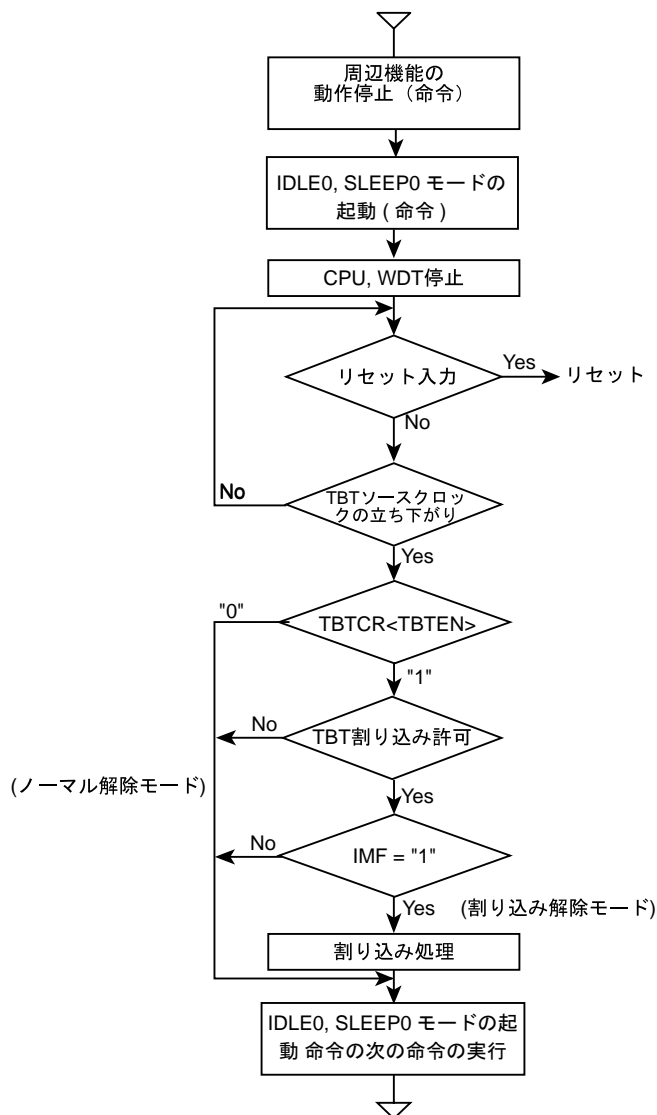 周辺機能の
動作停止（命令）
IDLE0, SLEEP0 モードの
起動 ( 命令 )
CPU, WDT停止
リセット入力
Yes
リセット
No
TBTソースクロッ
クの立ち下がり
No
Yes
TBTCR<TBTEN>
"0"
"1"
TBT割り込み許可
No
(ノーマル解除モード)
Yes
IMF = "1"
No
Yes
(割り込み解除モード)
割り込み処理
IDLE0, SLEEP0 モードの起
動 命令の次の命令の実行